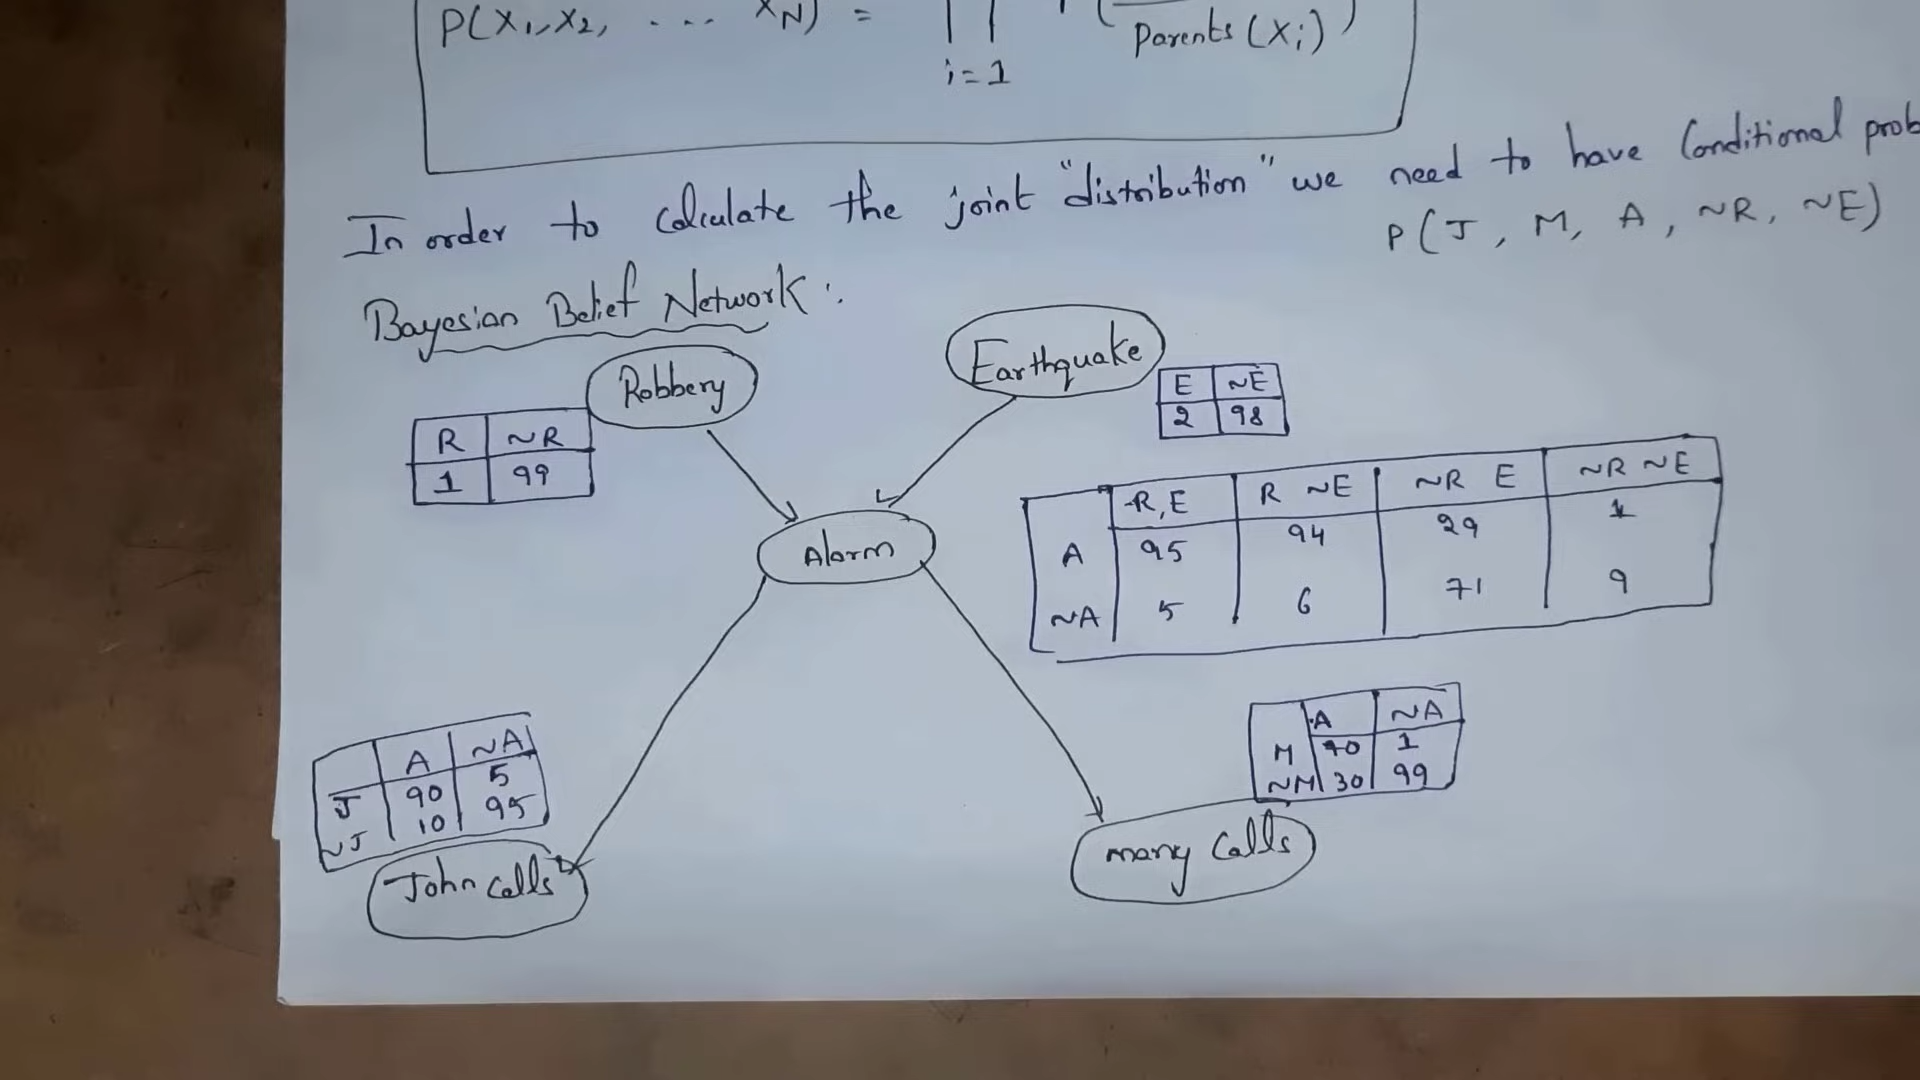 P(X1, X2, .... XN) =
i=1
Parents (Xi) )
In order to calculate the joint "distribution" we need to have Conditional prob
P(J, M, A, ~R, ~E)
Bayesian Belief Network:
Robbery
Earthquake
R ~R
1 99
E ~E
2 98
R,E R ~E ~R E ~R ~E
A 95 94 29 1
~A 5 6 71 9
Alarm
A ~A
J 90 5
~J 10 95
A ~A
M 70 1
~M 30 99
John calls
many calls